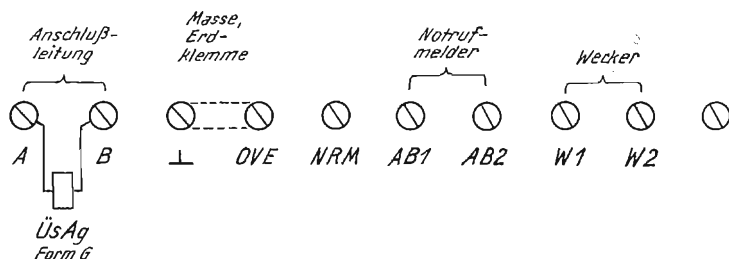 Anschluß-
leitung
Masse,
Erd-
klemme
Notruf-
melder
Wecker
A B ⊥ OVE NRM AB1 AB2 W1 W2
ÜsAg
Form G